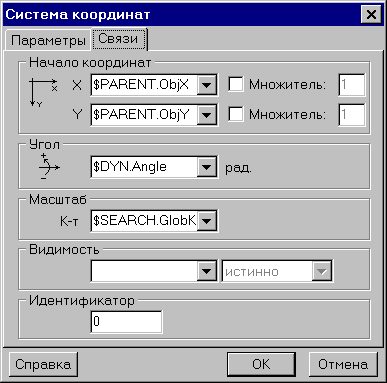 Система координат
Параметры Связи
Начало координат
X Y X $PARENT.ObjX Множитель: 1
Y $PARENT.ObjY Множитель: 1
Угол
$DYN.Angle рад.
Масштаб
К-т $SEARCH.GlobK
Видимость
истинно
Идентификатор
0
Справка OK Отмена